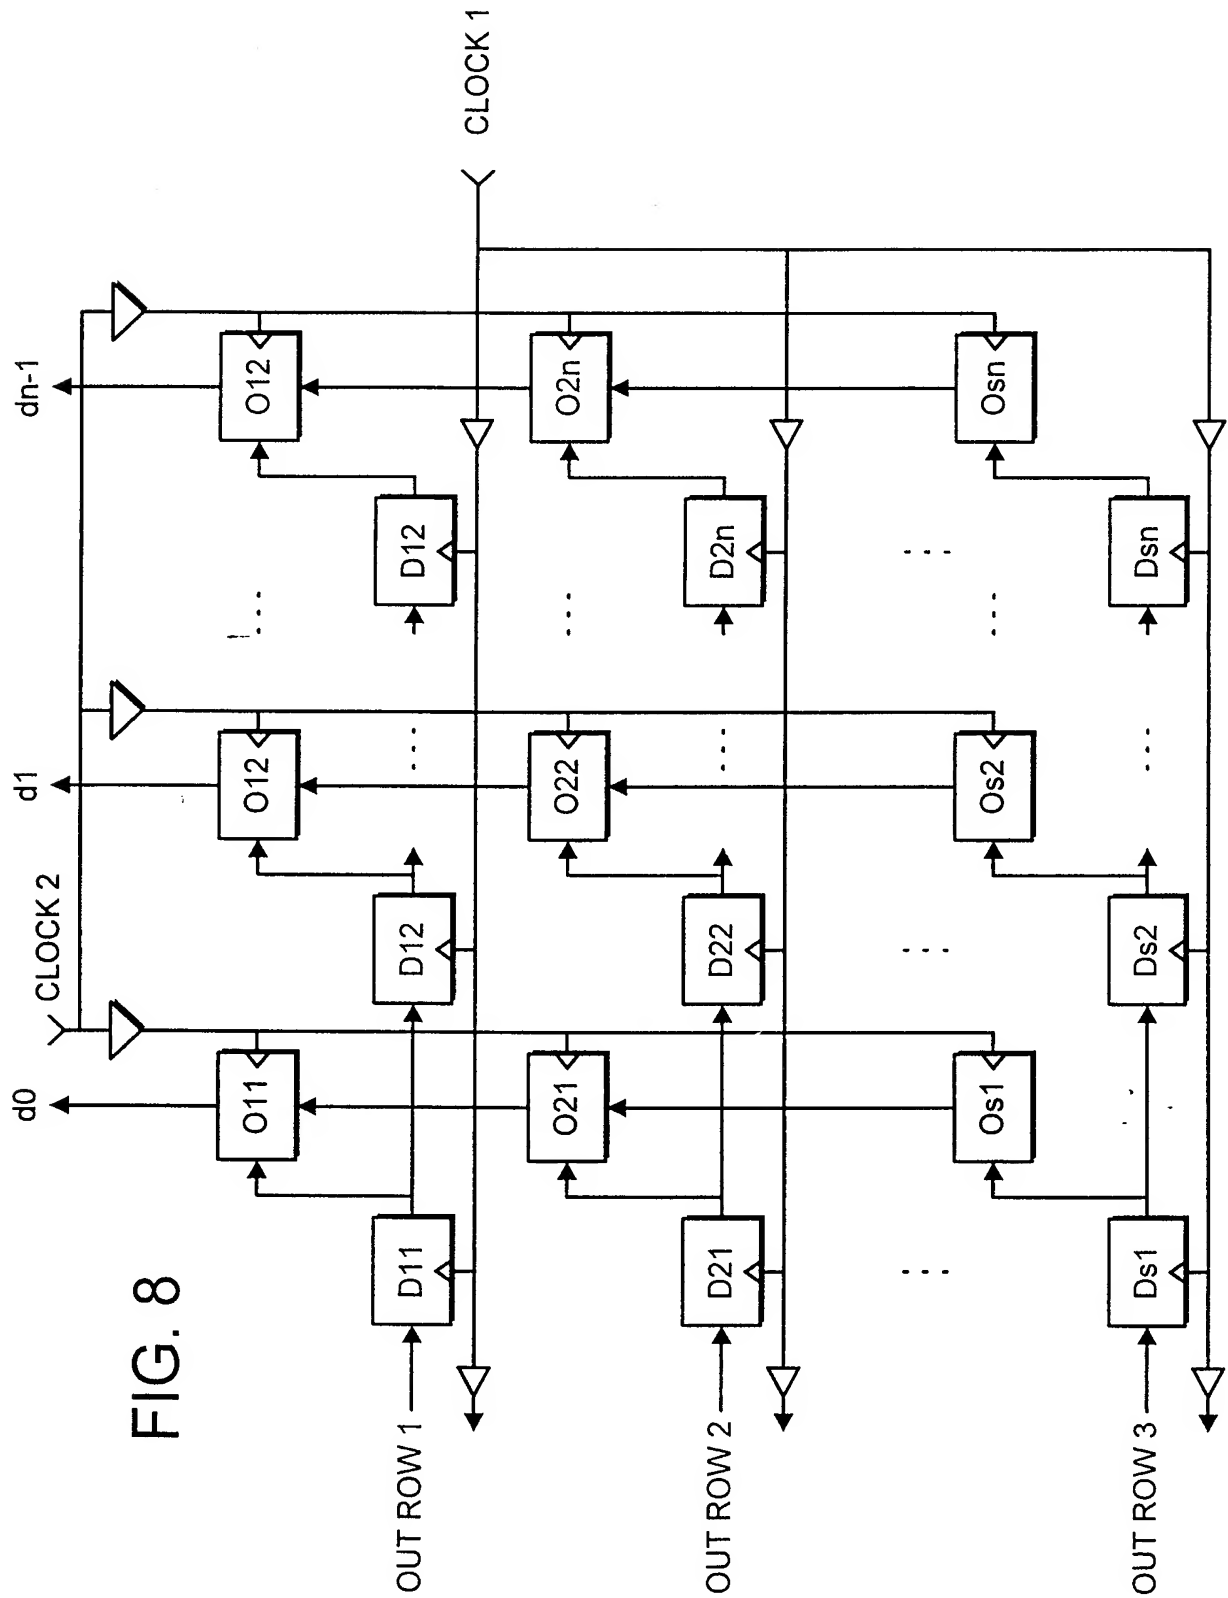 d0 d1 dn-1
CLOCK 2
FIG. 8
O11 O12 ... O12
OUT ROW 1 D11 D12 ... D12
CLOCK 1
O21 O22 ... O2n
OUT ROW 2 D21 D22 ... D2n
... ... ...
Os1 Os2 ... Osn
OUT ROW 3 Ds1 Ds2 ... Dsn